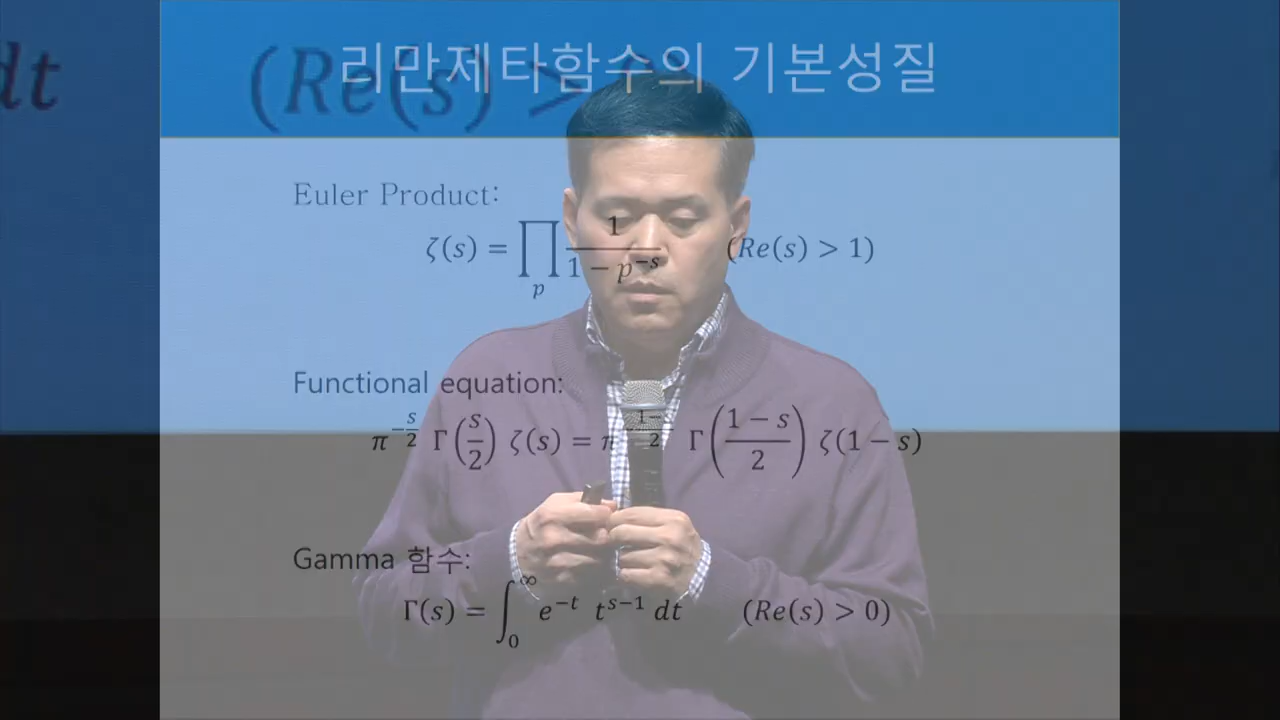 dt (Re(s) >
리만제타함수의 기본성질
Euler Product:
ζ(s) = ∏_p 1/(1 − p^{−s}) (Re(s) > 1)
Functional equation:
π^{−s/2} Γ(s/2) ζ(s) = π^{−(1−s)/2} Γ((1 − s)/2) ζ(1 − s)
Gamma 함수:
Γ(s) = ∫_0^∞ e^{−t} t^{s−1} dt (Re(s) > 0)